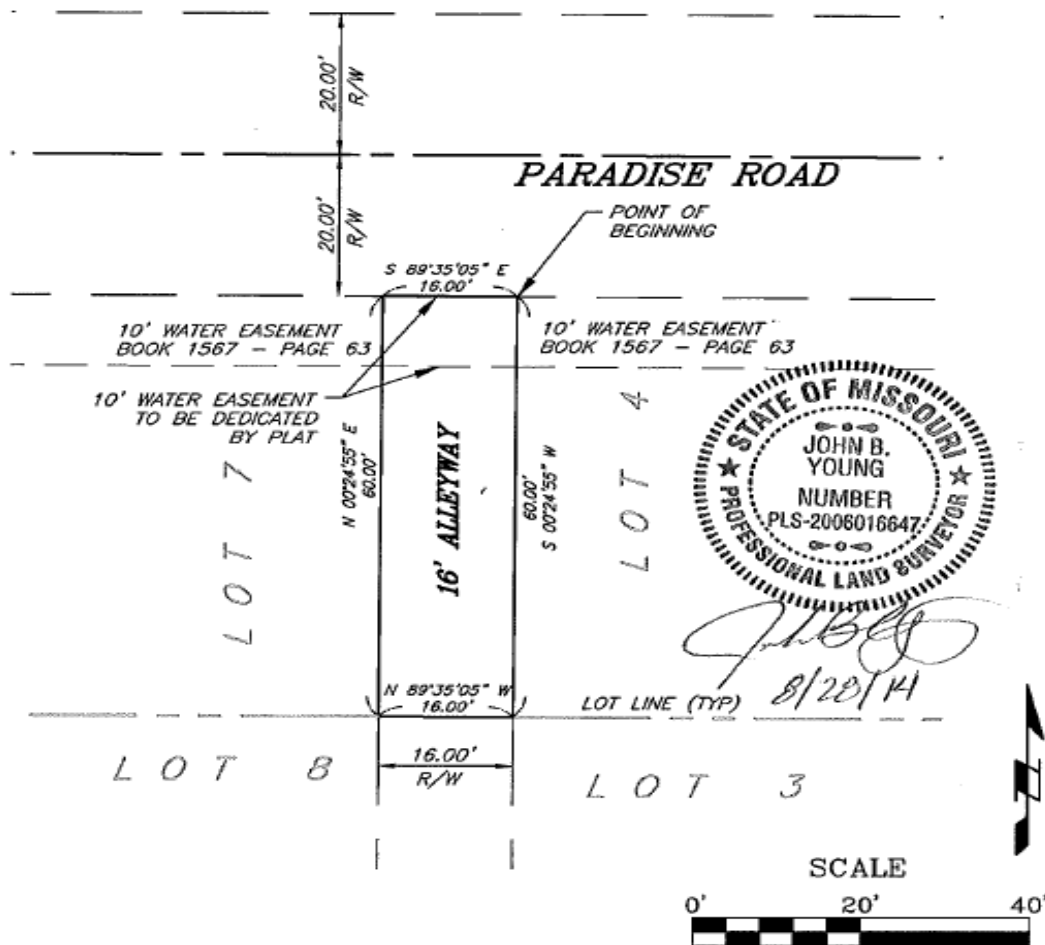 20.00'
R/W
20.00'
R/W
PARADISE ROAD
POINT OF
BEGINNING
S 89°35'05" E
16.00'
10' WATER EASEMENT
BOOK 1567 - PAGE 63
10' WATER EASEMENT
BOOK 1567 - PAGE 63
10' WATER EASEMENT
TO BE DEDICATED
BY PLAT
N 00°24'55" E
60.00'
16' ALLEYWAY
60.00'
S 00°24'55" W
LOT 7
LOT 4
STATE OF MISSOURI
JOHN B.
YOUNG
NUMBER
PLS-2006016647
PROFESSIONAL LAND SURVEYOR
8/28/14
N 89°35'05" W
16.00'
LOT LINE (TYP)
LOT 8
16.00'
R/W
LOT 3
SCALE
0' 20' 40'